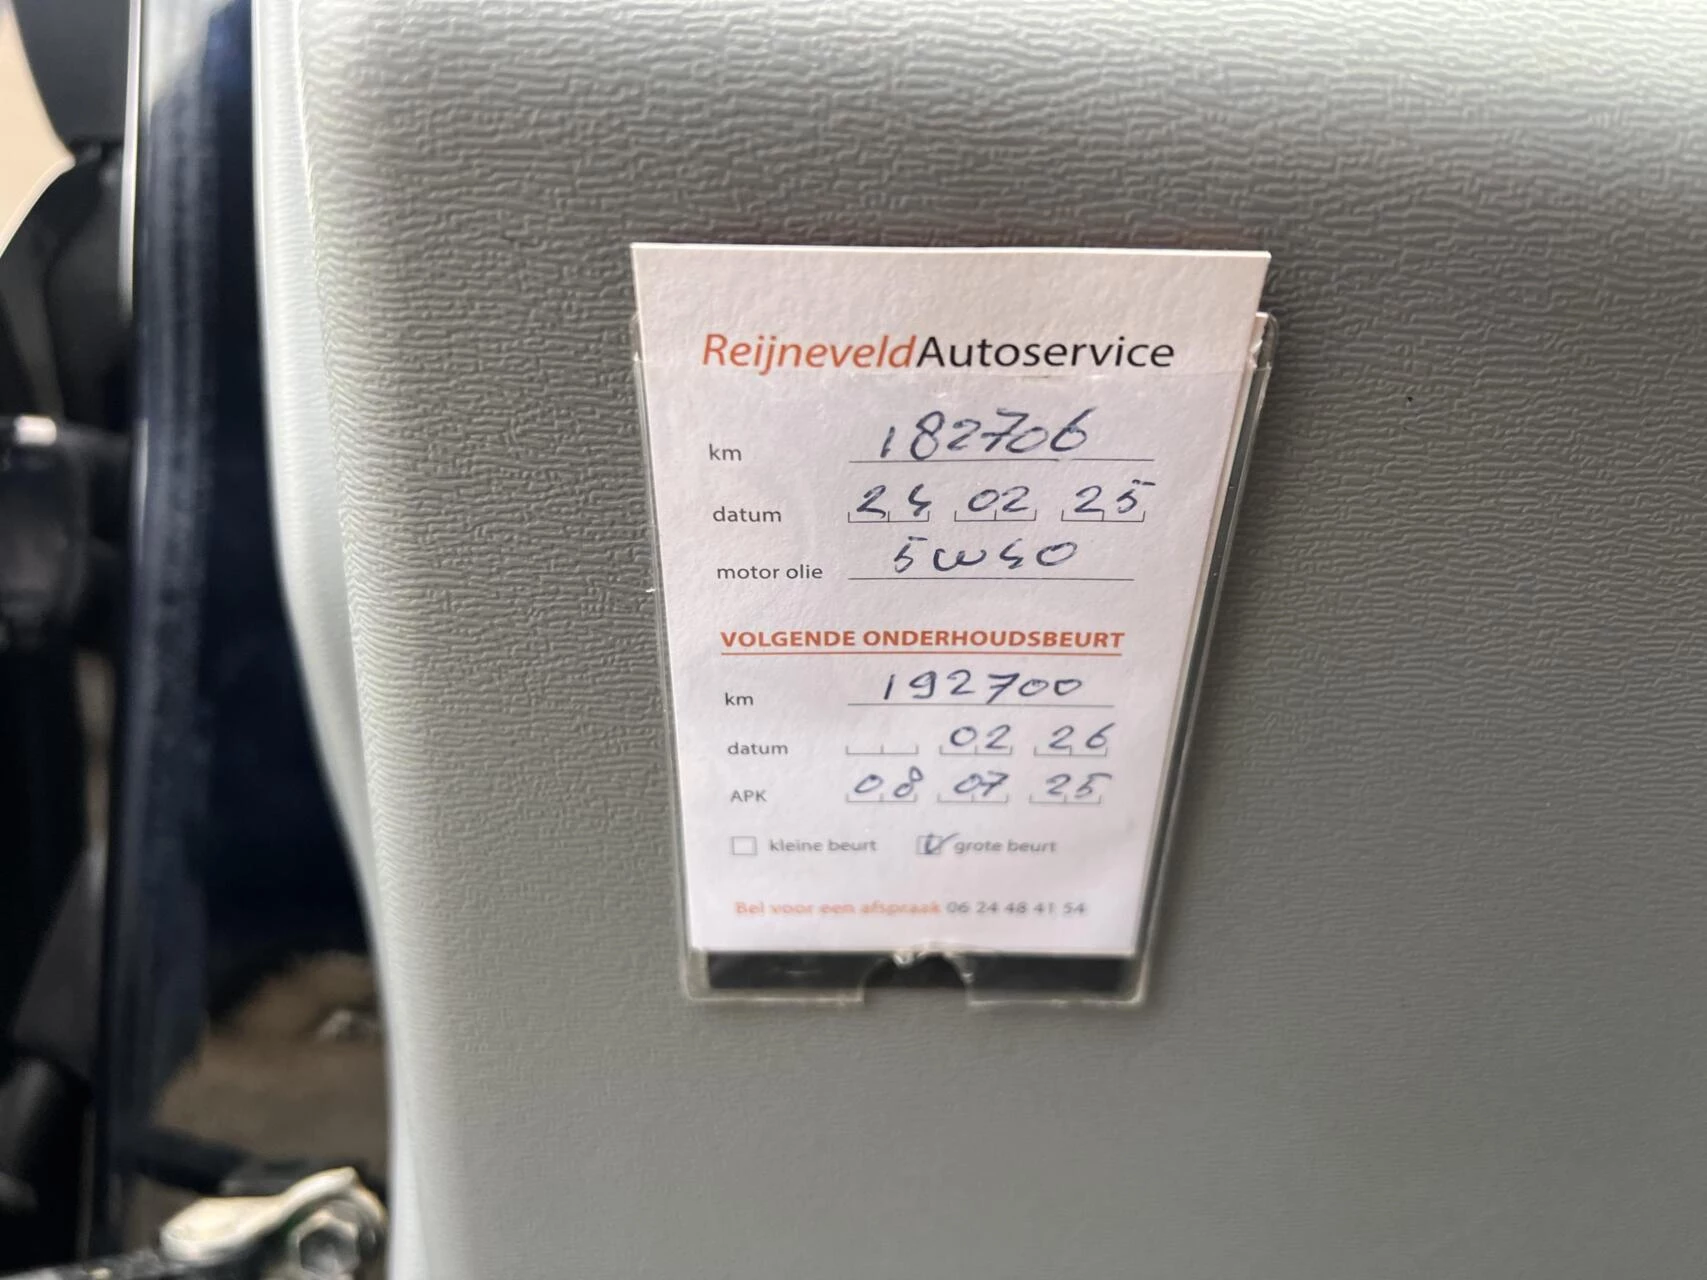 ReijneveldAutoservice
km 182706
datum 24 02 25
motor olie 5w40
VOLGENDE ONDERHOUDSBEURT
km 192700
datum 02 26
APK 08 07 25
kleine beurt grote beurt
Bel voor een afspraak 06 24 48 41 54